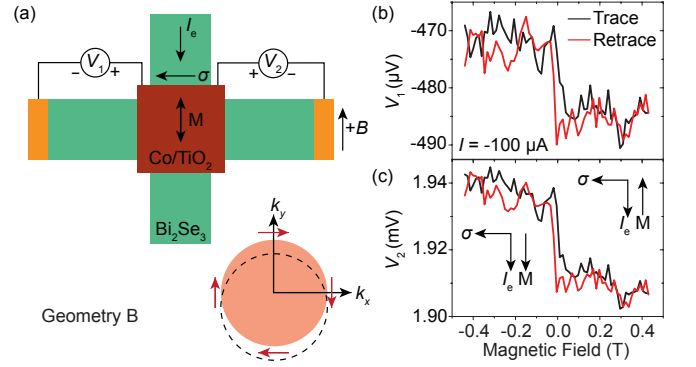 (a)
I_e
V_1
− +
σ
V_2
+ −
M
+B
Co/TiO_2
Bi_2Se_3
k_y
k_x
Geometry B
(b)
Trace
Retrace
V_1 (μV)
-470
-480
-490
I = -100 μA
(c)
V_2 (mV)
1.94
1.92
1.90
σ
I_e M
σ
I_e M
-0.4 -0.2 0.0 0.2 0.4
Magnetic Field (T)